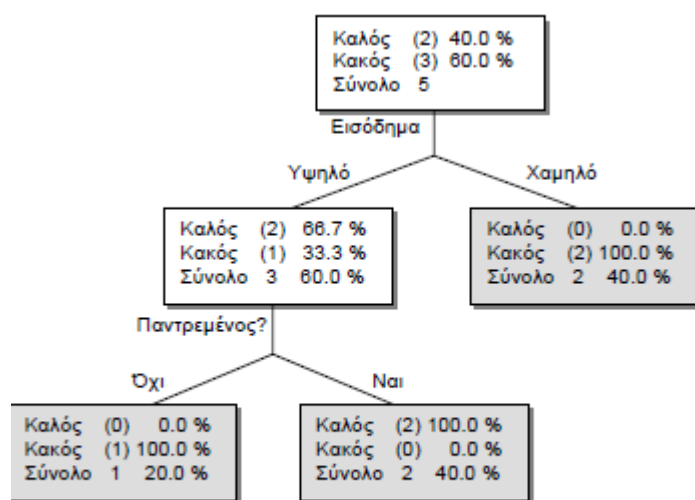 Καλός (2) 40.0 %
Κακός (3) 60.0 %
Σύνολο 5
Εισόδημα
Υψηλό
Χαμηλό
Καλός (2) 66.7 %
Κακός (1) 33.3 %
Σύνολο 3 60.0 %
Καλός (0) 0.0 %
Κακός (2) 100.0 %
Σύνολο 2 40.0 %
Παντρεμένος?
Όχι
Ναι
Καλός (0) 0.0 %
Κακός (1) 100.0 %
Σύνολο 1 20.0 %
Καλός (2) 100.0 %
Κακός (0) 0.0 %
Σύνολο 2 40.0 %